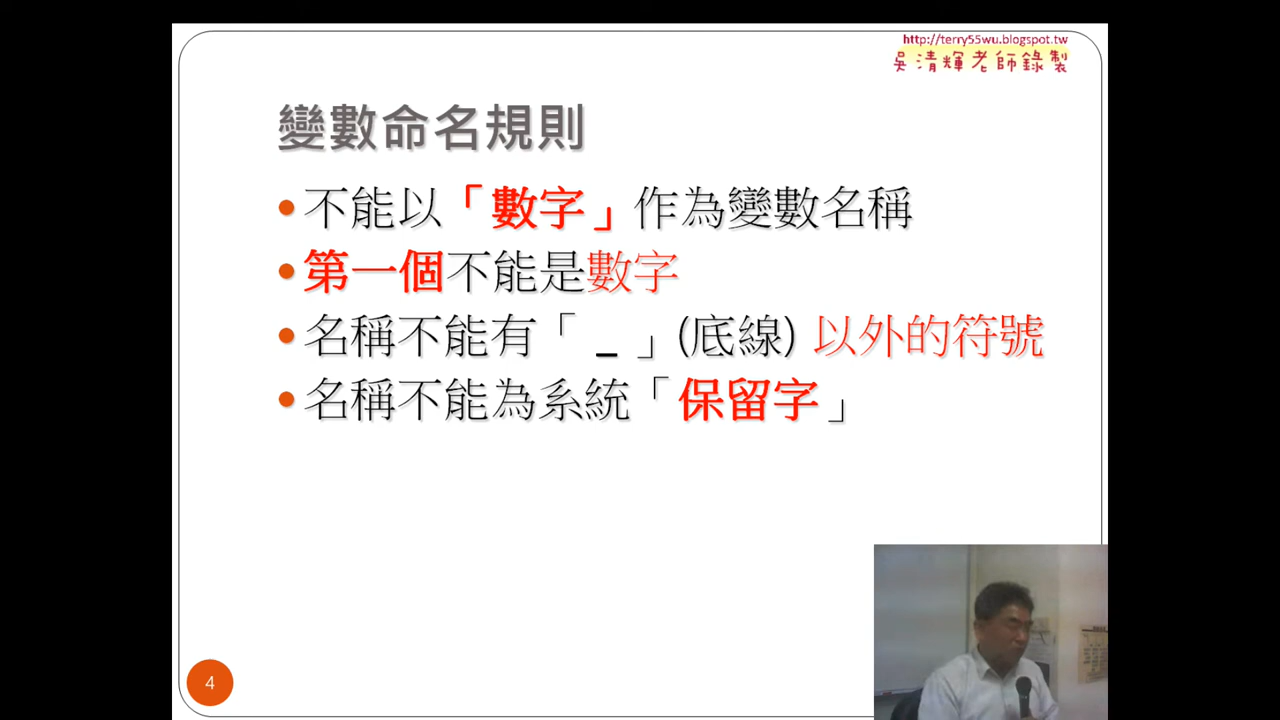 http://terry55wu.blogspot.tw
吳清輝老師錄製
變數命名規則
不能以「數字」作為變數名稱
第一個不能是數字
名稱不能有「 _ 」(底線) 以外的符號
名稱不能為系統「保留字」
4